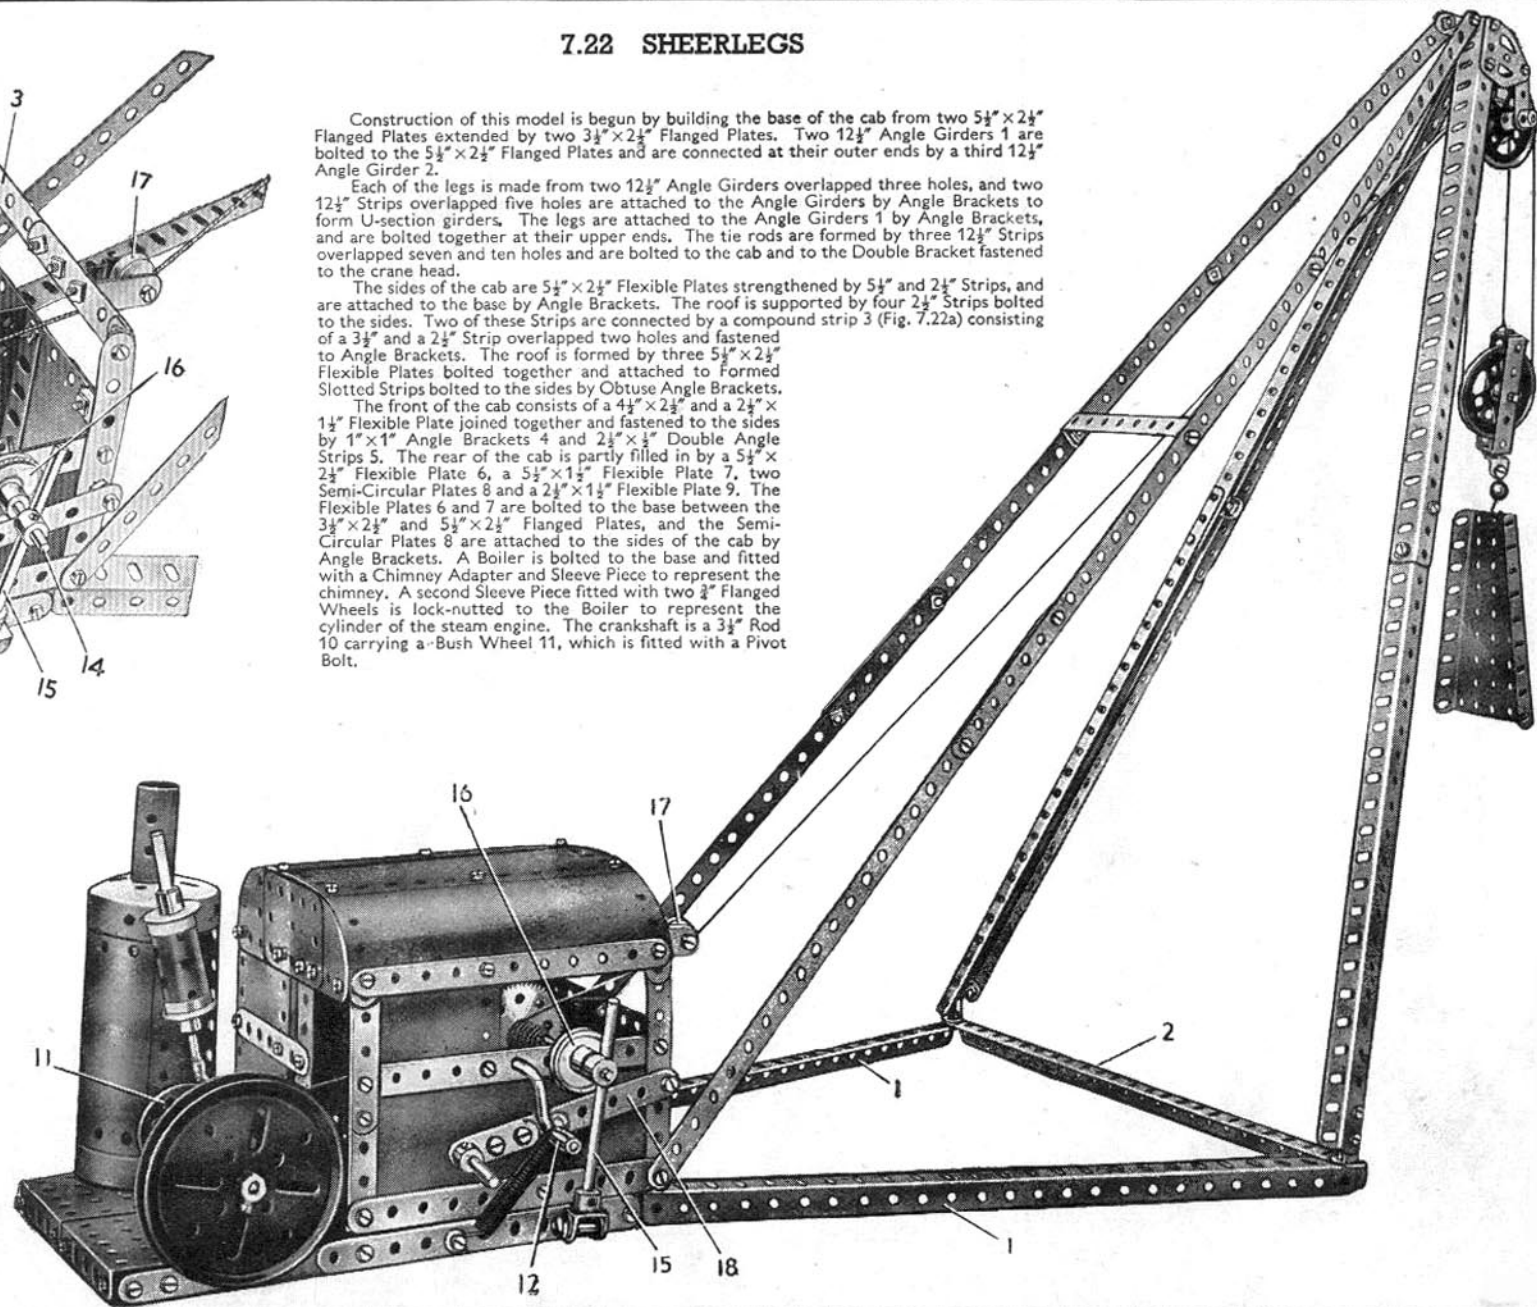 7.22 SHEERLEGS
Construction of this model is begun by building the base of the cab from two 5½″×2½″
Flanged Plates extended by two 3½″×2½″ Flanged Plates. Two 12½″ Angle Girders 1 are
bolted to the 5½″×2½″ Flanged Plates and are connected at their outer ends by a third 12½″
Angle Girder 2.
Each of the legs is made from two 12½″ Angle Girders overlapped three holes, and two
12½″ Strips overlapped five holes are attached to the Angle Girders by Angle Brackets to
form U-section girders. The legs are attached to the Angle Girders 1 by Angle Brackets,
and are bolted together at their upper ends. The tie rods are formed by three 12½″ Strips
overlapped seven and ten holes and are bolted to the cab and to the Double Bracket fastened
to the crane head.
The sides of the cab are 5½″×2½″ Flexible Plates strengthened by 5½″ and 2½″ Strips, and
are attached to the base by Angle Brackets. The roof is supported by four 2½″ Strips bolted
to the sides. Two of these Strips are connected by a compound strip 3 (Fig. 7.22a) consisting
of a 3½″ and a 2½″ Strip overlapped two holes and fastened
to Angle Brackets. The roof is formed by three 5½″×2½″
Flexible Plates bolted together and attached to Formed
Slotted Strips bolted to the sides by Obtuse Angle Brackets.
The front of the cab consists of a 4½″×2½″ and a 2½″×
1½″ Flexible Plate joined together and fastened to the sides
by 1″×1″ Angle Brackets 4 and 2½″×½″ Double Angle
Strips 5. The rear of the cab is partly filled in by a 5½″×
2½″ Flexible Plate 6, a 5½″×1½″ Flexible Plate 7, two
Semi-Circular Plates 8 and a 2½″×1½″ Flexible Plate 9. The
Flexible Plates 6 and 7 are bolted to the base between the
3½″×2½″ and 5½″×2½″ Flanged Plates, and the Semi-
Circular Plates 8 are attached to the sides of the cab by
Angle Brackets. A Boiler is bolted to the base and fitted
with a Chimney Adapter and Sleeve Piece to represent the
chimney. A second Sleeve Piece fitted with two ¾″ Flanged
Wheels is lock-nutted to the Boiler to represent the
cylinder of the steam engine. The crankshaft is a 3½″ Rod
10 carrying a Bush Wheel 11, which is fitted with a Pivot
Bolt.
3
17
16
14
15
16
17
11
2
1
1
12
15
18